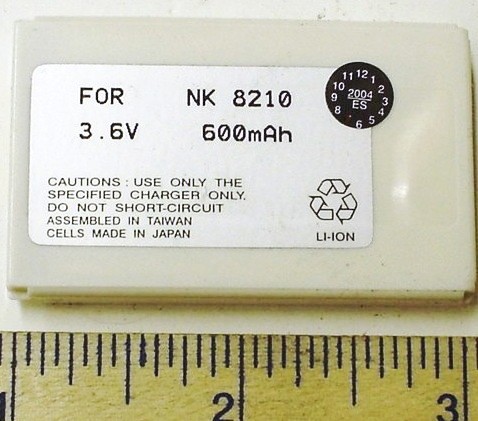 FOR NK 8210
3.6V 600mAh
11 12 1
10 2
9 2004 3
8 ES 4
6 5
CAUTIONS : USE ONLY THE
SPECIFIED CHARGER ONLY.
DO NOT SHORT-CIRCUIT
ASSEMBLED IN TAIWAN
CELLS MADE IN JAPAN
LI-ION
1 2 3